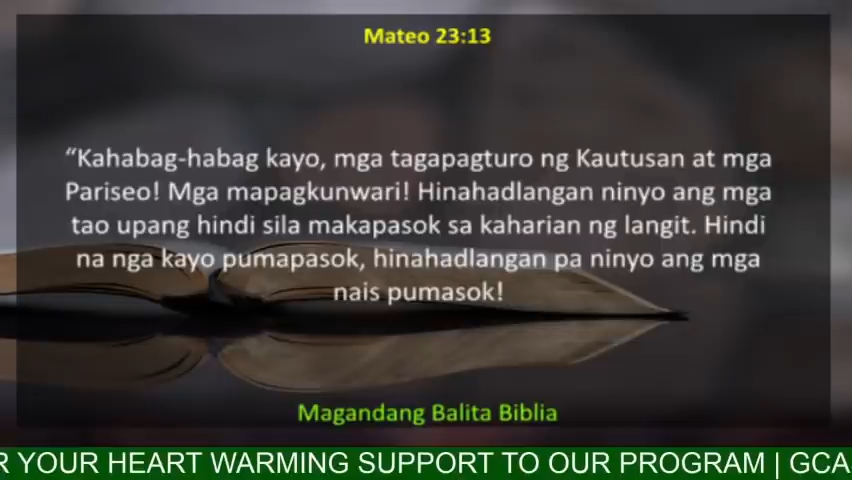 Mateo 23:13
“Kahabag-habag kayo, mga tagapagturo ng Kautusan at mga
Pariseo! Mga mapagkunwari! Hinahadlangan ninyo ang mga
tao upang hindi sila makapasok sa kaharian ng langit. Hindi
na nga kayo pumapasok, hinahadlangan pa ninyo ang mga
nais pumasok!
Magandang Balita Biblia
R YOUR HEART WARMING SUPPORT TO OUR PROGRAM | GCA